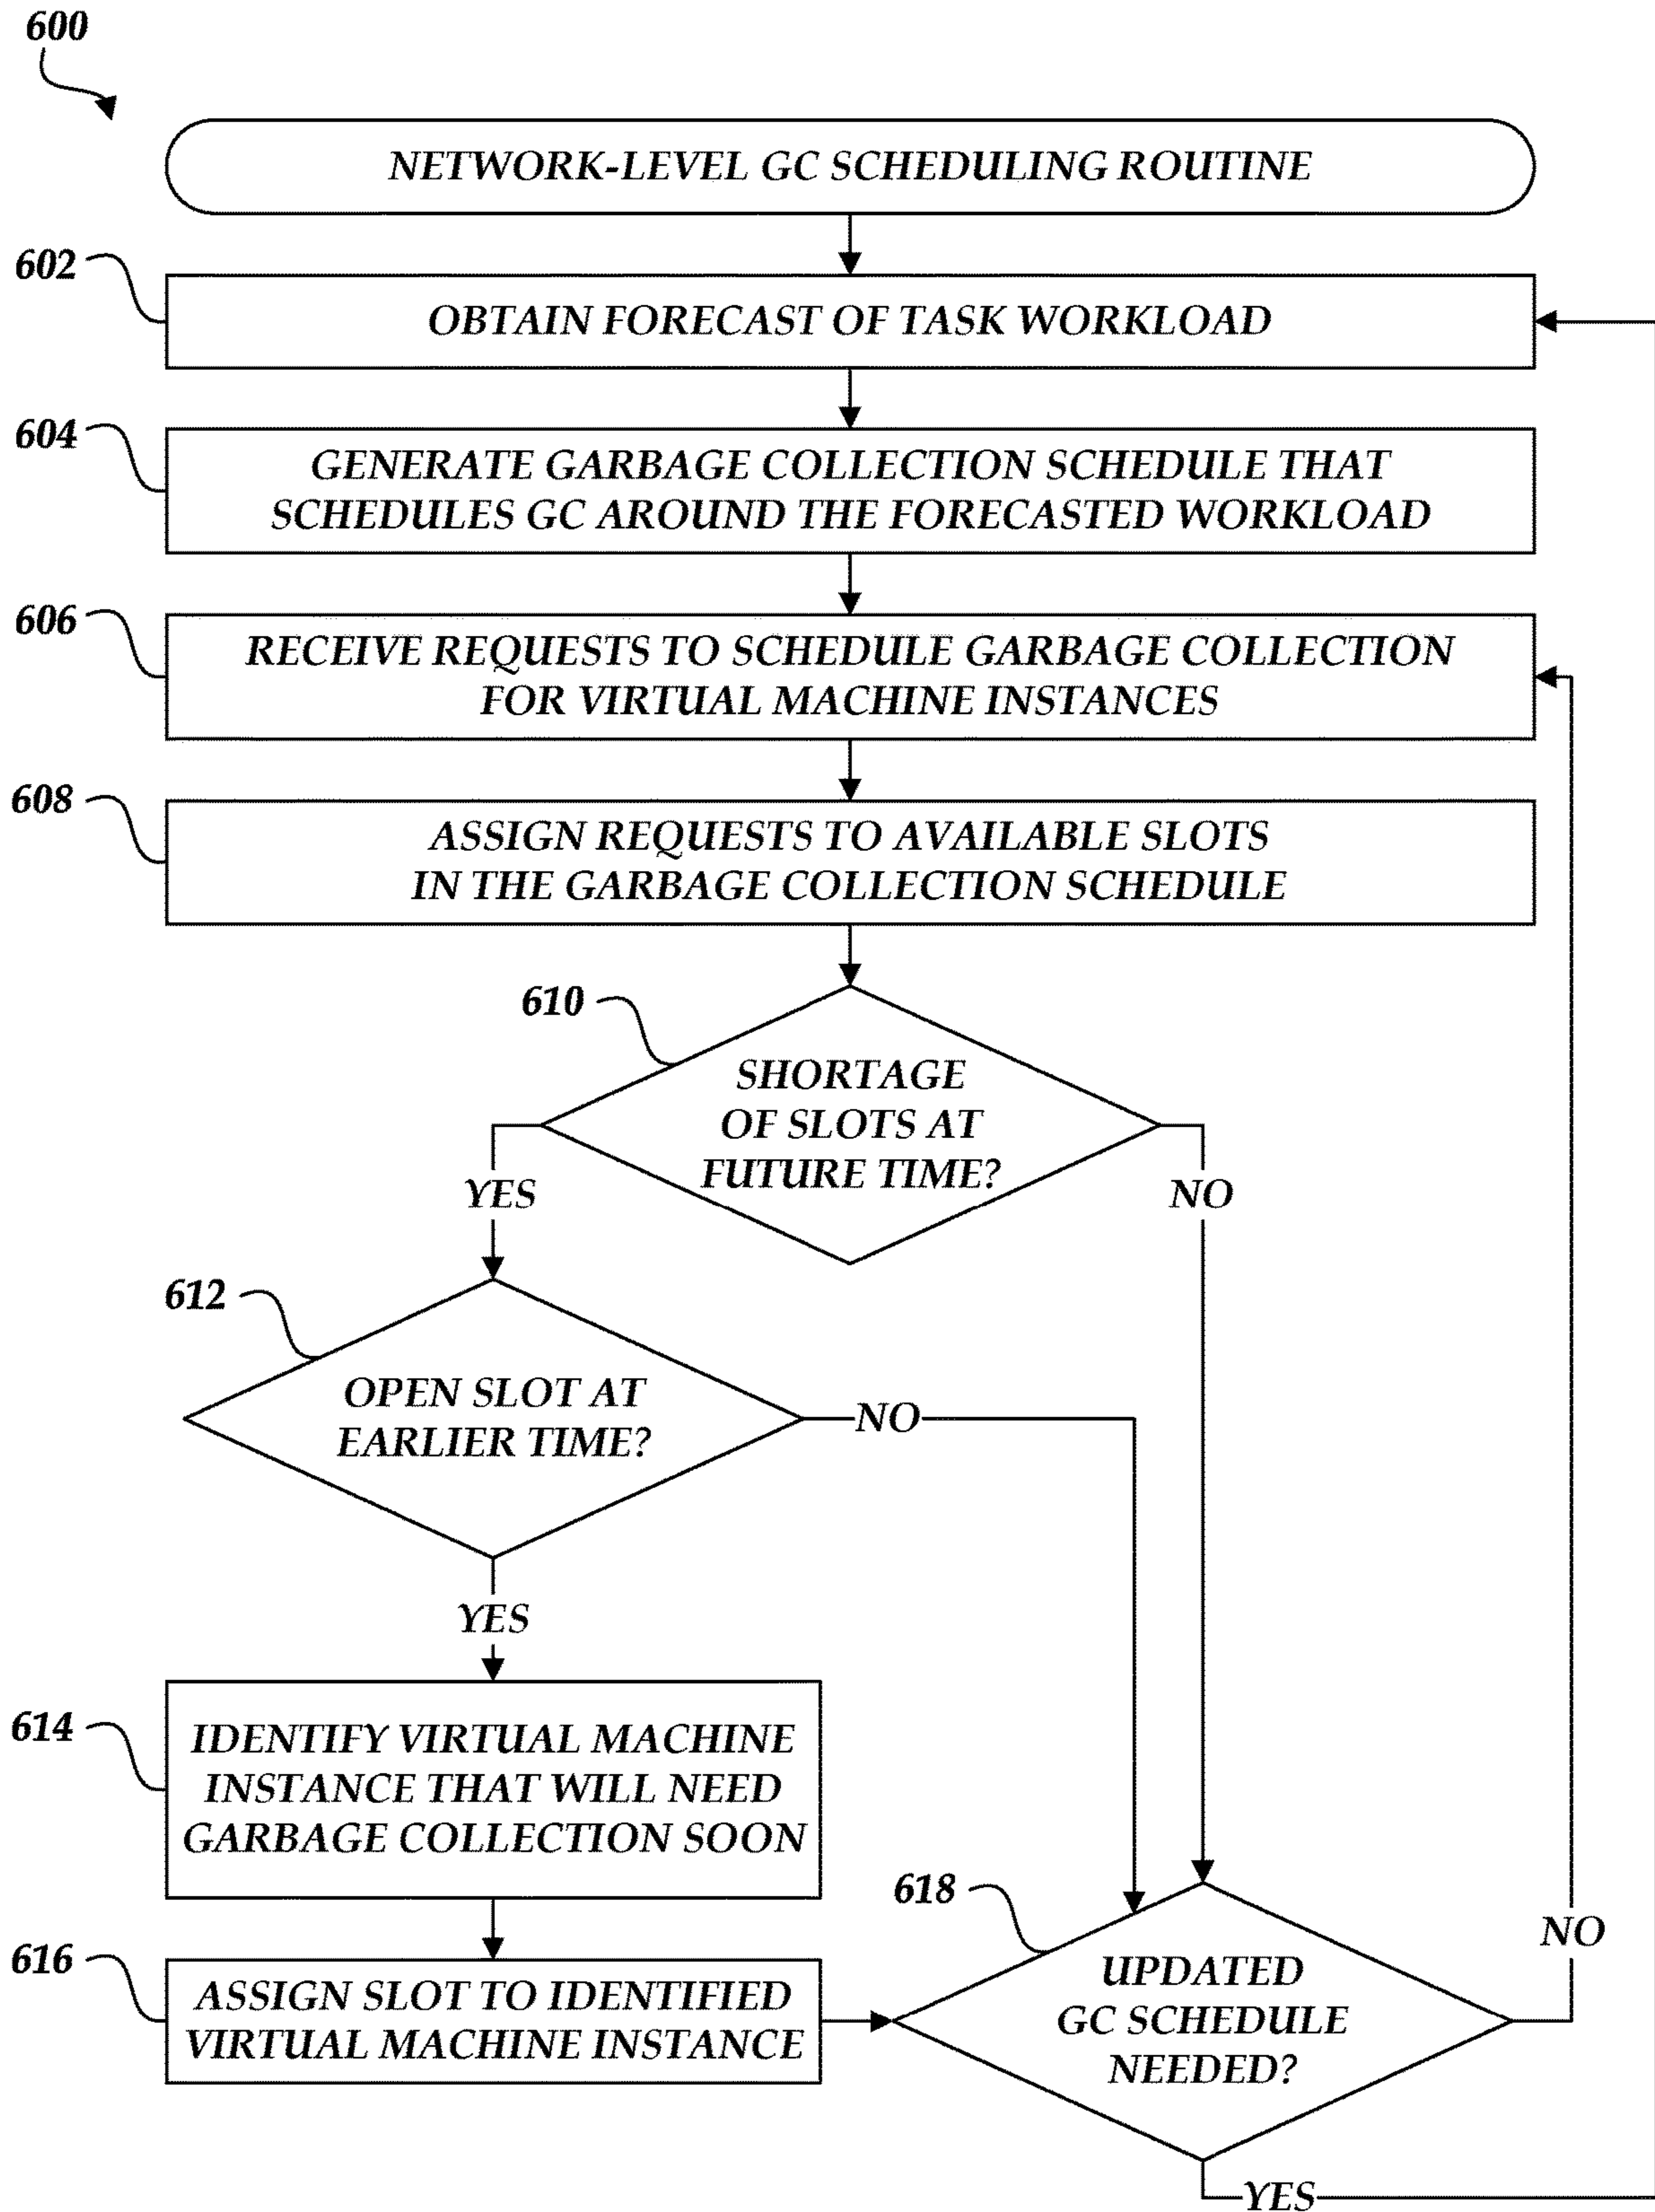 600
NETWORK-LEVEL GC SCHEDULING ROUTINE
602
OBTAIN FORECAST OF TASK WORKLOAD
604
GENERATE GARBAGE COLLECTION SCHEDULE THAT
SCHEDULES GC AROUND THE FORECASTED WORKLOAD
606
RECEIVE REQUESTS TO SCHEDULE GARBAGE COLLECTION
FOR VIRTUAL MACHINE INSTANCES
608
ASSIGN REQUESTS TO AVAILABLE SLOTS
IN THE GARBAGE COLLECTION SCHEDULE
610
SHORTAGE
OF SLOTS AT
FUTURE TIME?
YES
NO
612
OPEN SLOT AT
EARLIER TIME?
NO
YES
614
IDENTIFY VIRTUAL MACHINE
INSTANCE THAT WILL NEED
GARBAGE COLLECTION SOON
616
ASSIGN SLOT TO IDENTIFIED
VIRTUAL MACHINE INSTANCE
618
UPDATED
GC SCHEDULE
NEEDED?
NO
YES